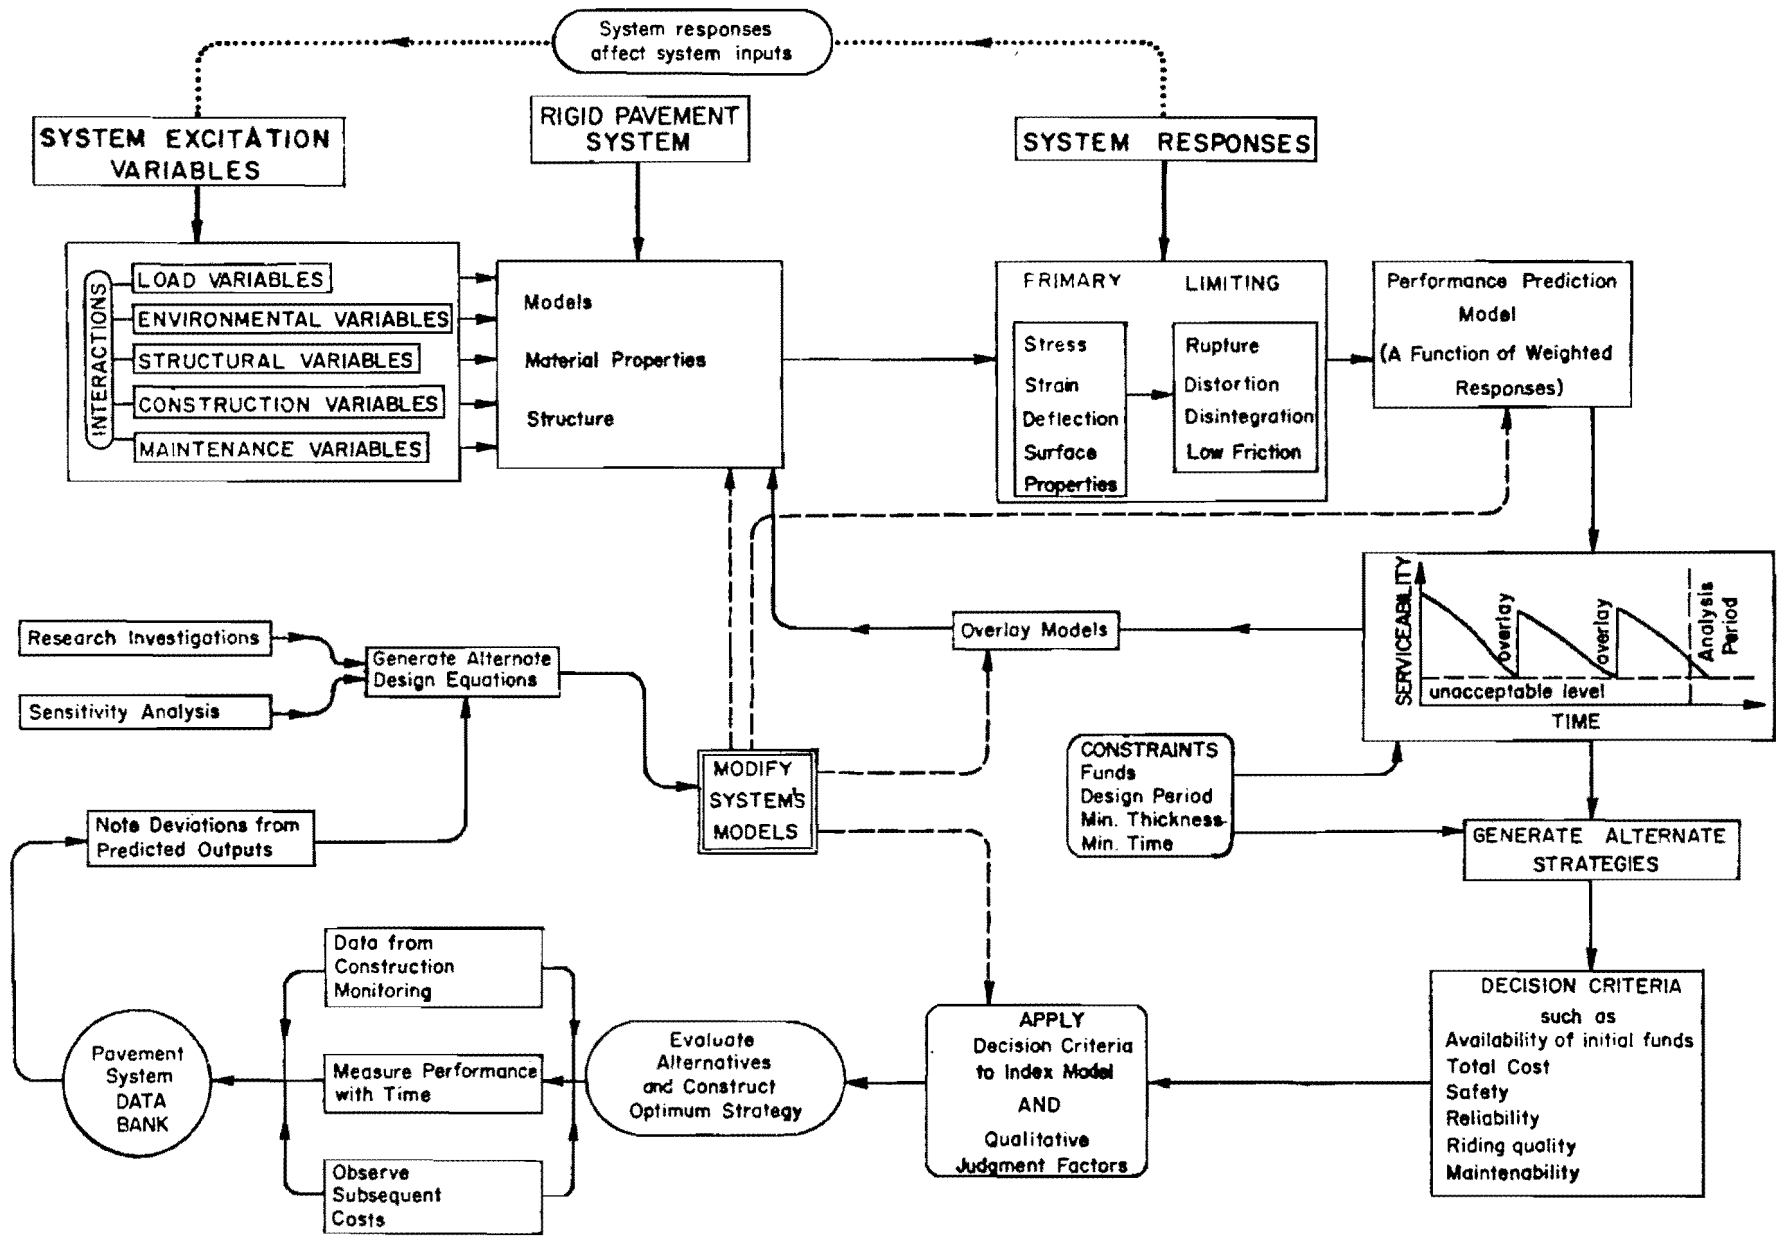 System responses
affect system inputs
SYSTEM EXCITATION
VARIABLES
RIGID PAVEMENT
SYSTEM
SYSTEM RESPONSES
INTERACTIONS
LOAD VARIABLES
ENVIRONMENTAL VARIABLES
STRUCTURAL VARIABLES
CONSTRUCTION VARIABLES
MAINTENANCE VARIABLES
Models
Material Properties
Structure
PRIMARY
Stress
Strain
Deflection
Surface
Properties
LIMITING
Rupture
Distortion
Disintegration
Low Friction
Performance Prediction
Model
(A Function of Weighted
Responses)
SERVICEABILITY
overlay
overlay
Analysis
Period
unacceptable level
TIME
Overlay Models
Research Investigations
Sensitivity Analysis
Generate Alternate
Design Equations
Note Deviations from
Predicted Outputs
MODIFY
SYSTEM'S
MODELS
CONSTRAINTS
Funds
Design Period
Min. Thickness
Min. Time
GENERATE ALTERNATE
STRATEGIES
DECISION CRITERIA
such as
Availability of initial funds
Total Cost
Safety
Reliability
Riding quality
Maintenability
APPLY
Decision Criteria
to Index Model
AND
Qualitative
Judgment Factors
Evaluate
Alternatives
and Construct
Optimum Strategy
Data from
Construction
Monitoring
Measure Performance
with Time
Observe
Subsequent
Costs
Pavement
System
DATA
BANK